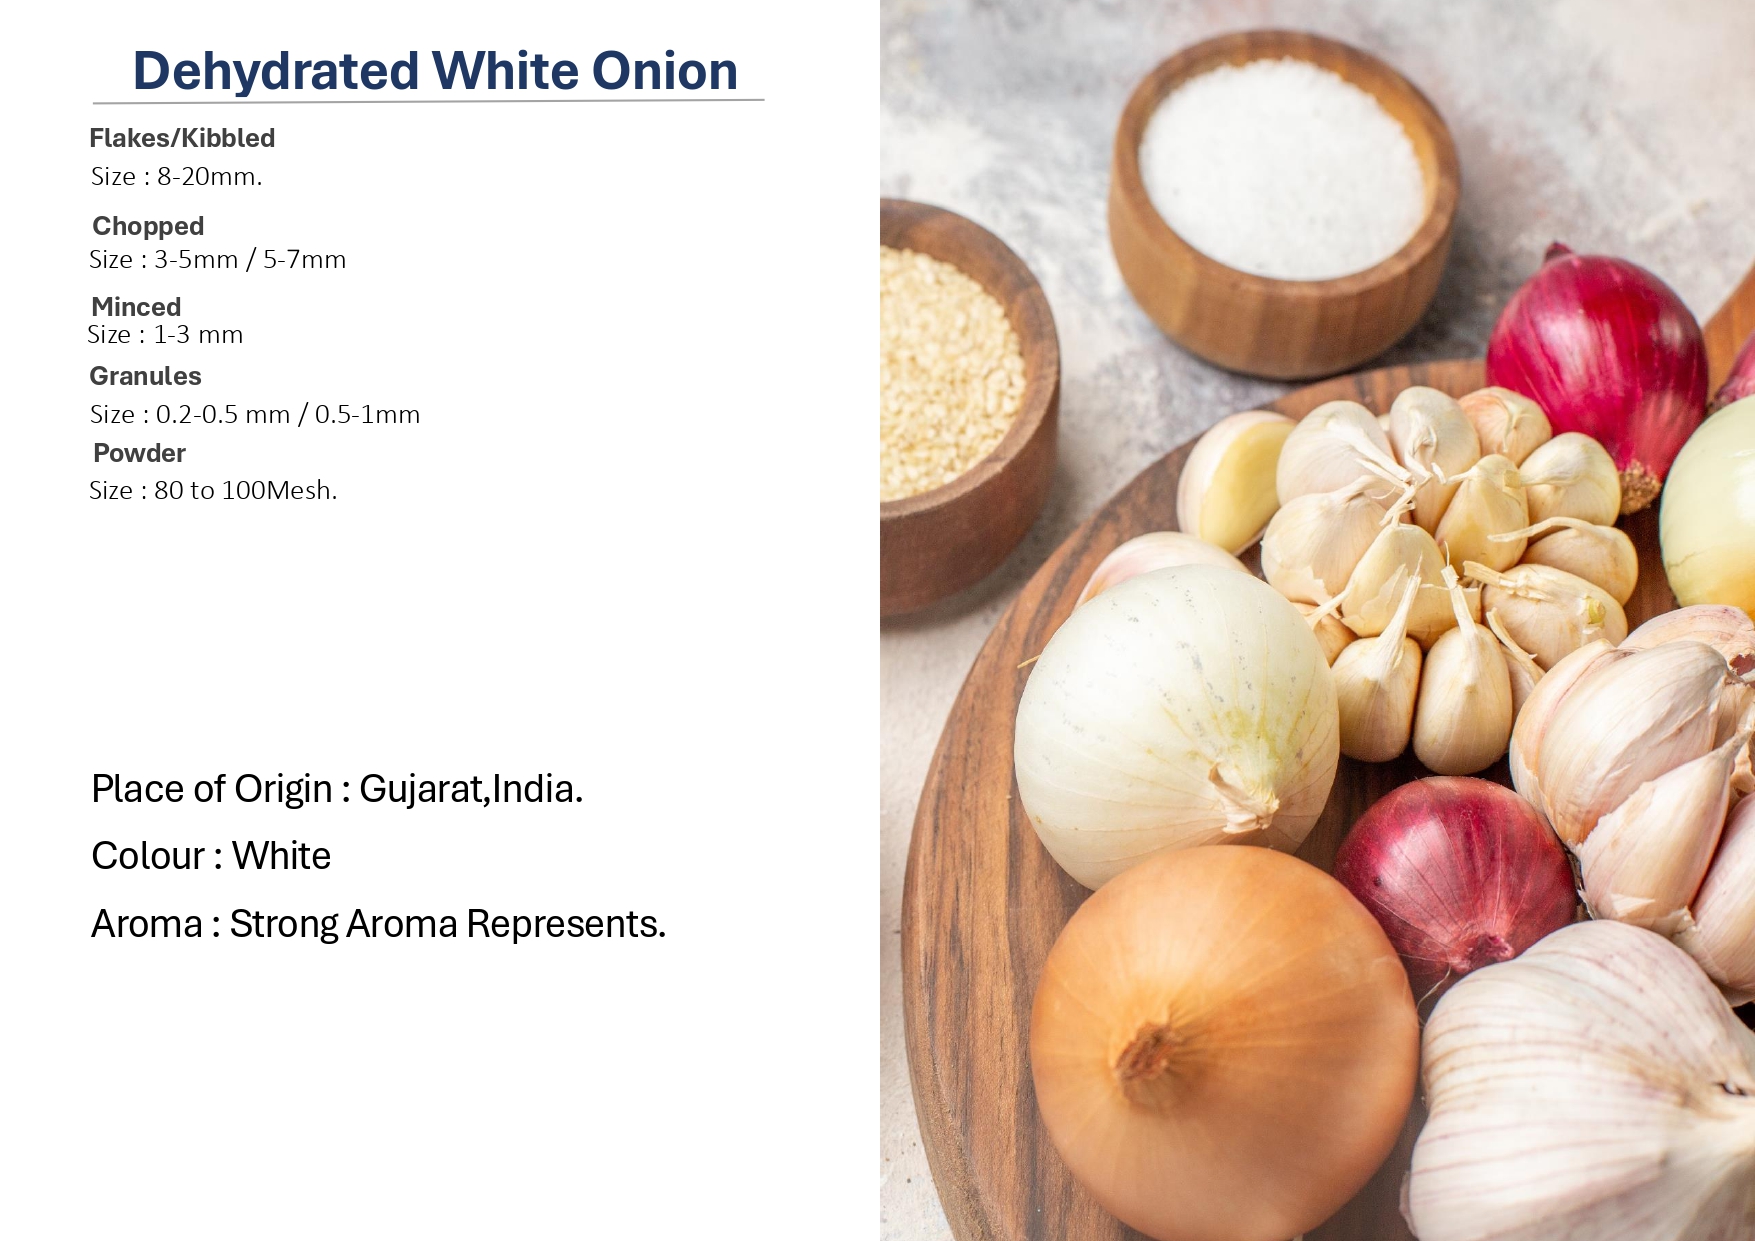 Dehydrated White Onion
Flakes/Kibbled
Size : 8-20mm.
Chopped
Size : 3-5mm / 5-7mm
Minced
Size : 1-3 mm
Granules
Size : 0.2-0.5 mm / 0.5-1mm
Powder
Size : 80 to 100Mesh.
Place of Origin : Gujarat,India.
Colour : White
Aroma : Strong Aroma Represents.